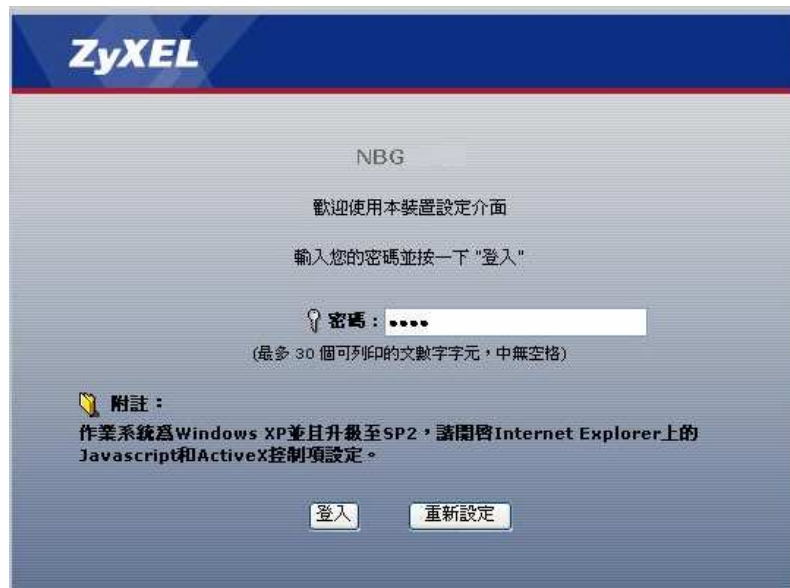 ZyXEL
NBG
歡迎使用本裝置設定介面
輸入您的密碼並按一下 "登入"
密碼：••••
(最多 30 個可列印的文數字字元，中無空格)
附註：
作業系統為Windows XP並且升級至SP2，請開啓Internet Explorer上的
Javascript和ActiveX控制項設定。
登入 重新設定